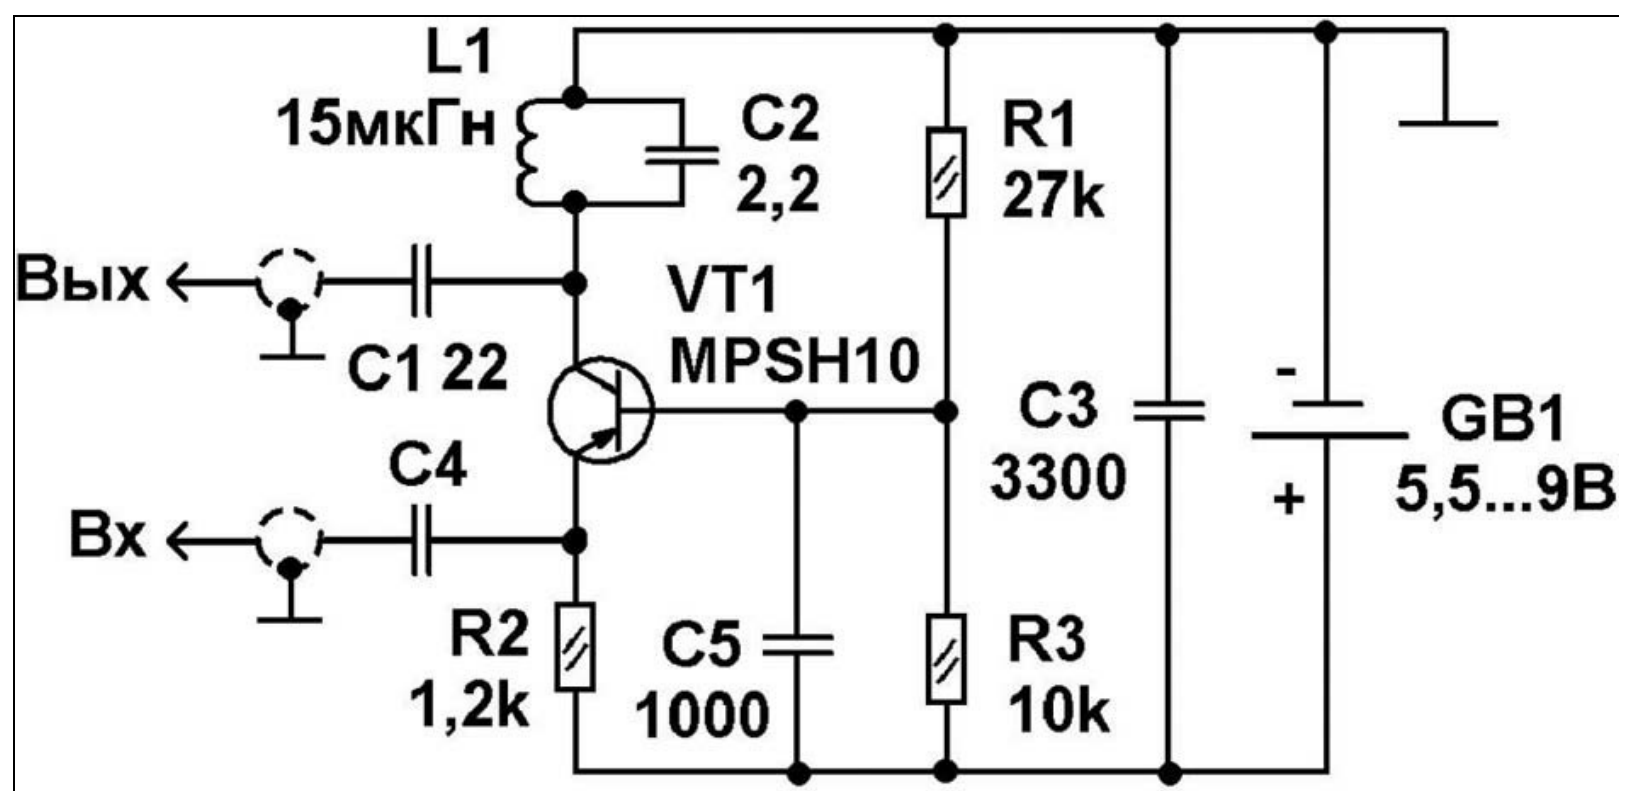 L1
15мкГн
C2
2,2
R1
27k
Вых
C1 22
VT1
MPSH10
C3
3300
-
+
GB1
5,5...9В
C4
Вх
R2
1,2k
C5
1000
R3
10k